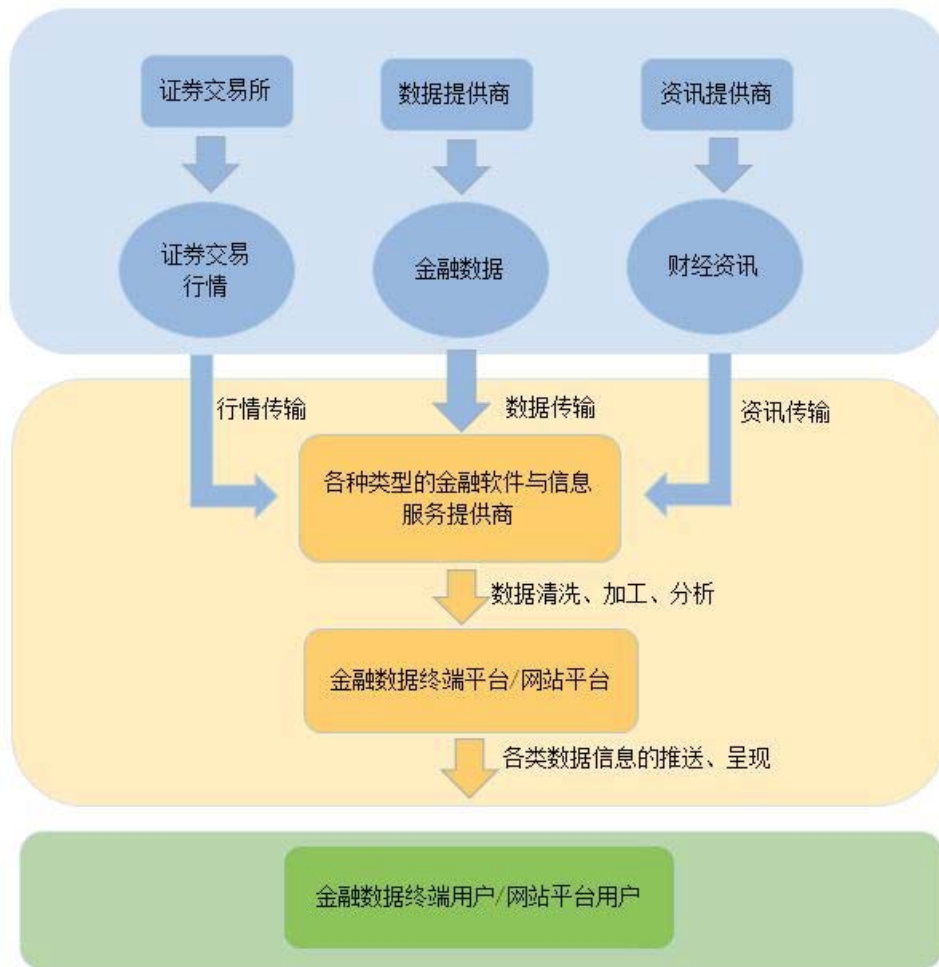 证券交易所
数据提供商
资讯提供商
证券交易
行情
金融数据
财经资讯
行情传输
数据传输
资讯传输
各种类型的金融软件与信息
服务提供商
数据清洗、加工、分析
金融数据终端平台/网站平台
各类数据信息的推送、呈现
金融数据终端用户/网站平台用户